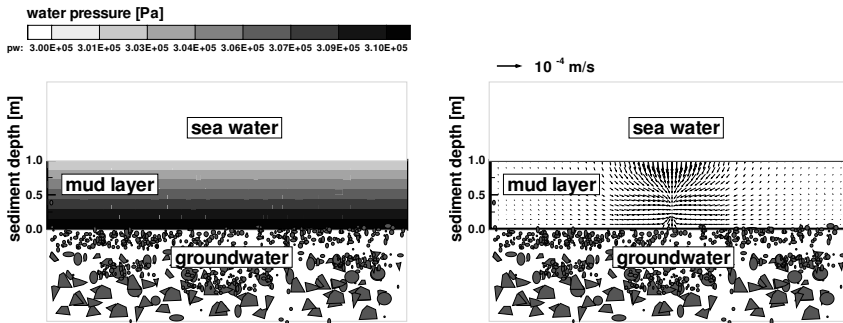 water pressure [Pa]
pw: 3.00E+05 3.01E+05 3.03E+05 3.04E+05 3.06E+05 3.07E+05 3.09E+05 3.10E+05
10 -4 m/s
sediment depth [m]
1.0
0.5
0.0
0
sea water
mud layer
groundwater
sediment depth [m]
1.0
0.5
0.0
0
sea water
mud layer
groundwater